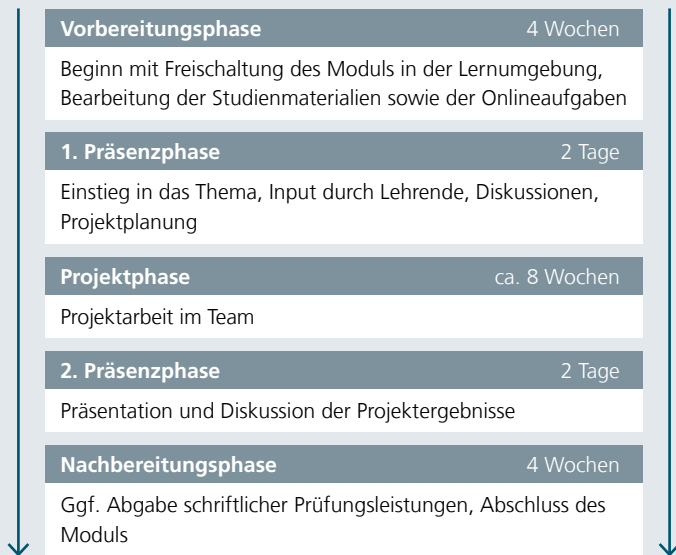 Vorbereitungsphase 4 Wochen
Beginn mit Freischaltung des Moduls in der Lernumgebung,
Bearbeitung der Studienmaterialien sowie der Onlineaufgaben
1. Präsenzphase 2 Tage
Einstieg in das Thema, Input durch Lehrende, Diskussionen,
Projektplanung
Projektphase ca. 8 Wochen
Projektarbeit im Team
2. Präsenzphase 2 Tage
Präsentation und Diskussion der Projektergebnisse
Nachbereitungsphase 4 Wochen
Ggf. Abgabe schriftlicher Prüfungsleistungen, Abschluss des
Moduls